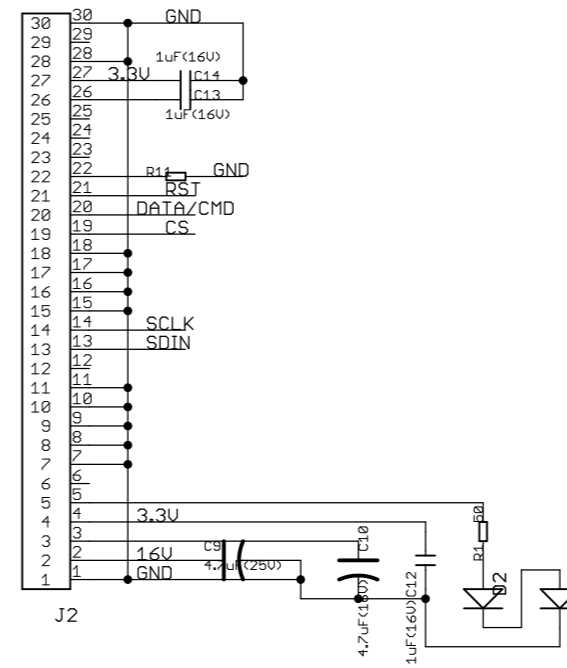 30 30 GND
29 29
28 28
27 27 3.3V
1uF(16V)
C14
26 26
C13
1uF(16V)
25 25
24 24
23 23
22 22 R11 GND
21 21 RST
20 20 DATA/CMD
19 19 CS
18 18
17 17
16 16
15 15
14 14 SCLK
13 13 SDIN
12 12
11 11
10 10
9 9
8 8
7 7
6 6
5 5
4 4 3.3V
3 3
2 2 16V
1 1 GND
J2
C9
4.7uF(25V)
C10
4.7uF(16V)
C12
1uF(16V)
R1
50
D2